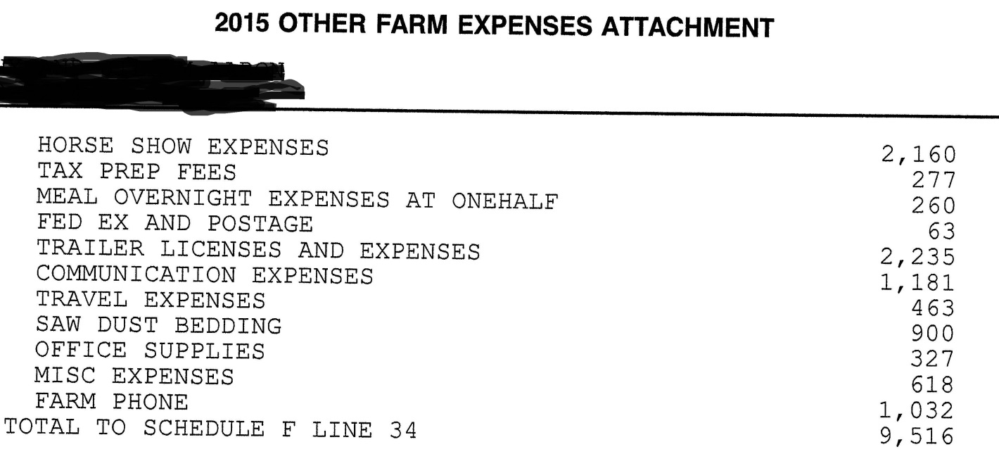 2015 OTHER FARM EXPENSES ATTACHMENT
HORSE SHOW EXPENSES 2,160
TAX PREP FEES 277
MEAL OVERNIGHT EXPENSES AT ONEHALF 260
FED EX AND POSTAGE 63
TRAILER LICENSES AND EXPENSES 2,235
COMMUNICATION EXPENSES 1,181
TRAVEL EXPENSES 463
SAW DUST BEDDING 900
OFFICE SUPPLIES 327
MISC EXPENSES 618
FARM PHONE 1,032
TOTAL TO SCHEDULE F LINE 34 9,516